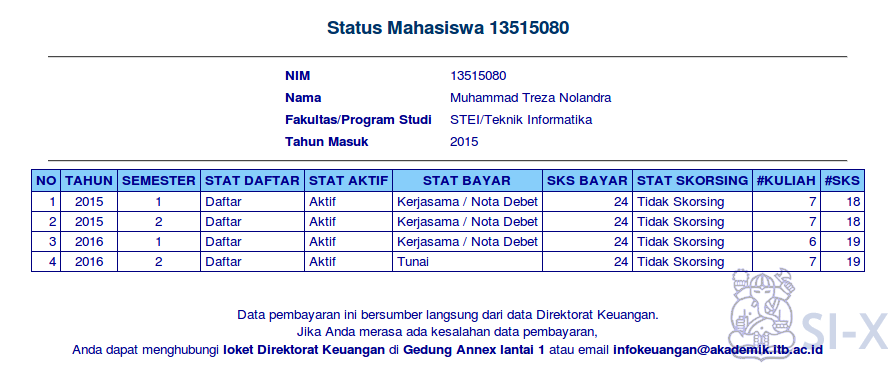 Status Mahasiswa 13515080
NIM 13515080
Nama Muhammad Treza Nolandra
Fakultas/Program Studi STEI/Teknik Informatika
Tahun Masuk 2015
NO TAHUN SEMESTER STAT DAFTAR STAT AKTIF STAT BAYAR SKS BAYAR STAT SKORSING #KULIAH #SKS
1 2015 1 Daftar Aktif Kerjasama / Nota Debet 24 Tidak Skorsing 7 18
2 2015 2 Daftar Aktif Kerjasama / Nota Debet 24 Tidak Skorsing 7 18
3 2016 1 Daftar Aktif Kerjasama / Nota Debet 24 Tidak Skorsing 6 19
4 2016 2 Daftar Aktif Tunai 24 Tidak Skorsing 7 19
Data pembayaran ini bersumber langsung dari data Direktorat Keuangan.
Jika Anda merasa ada kesalahan data pembayaran,
Anda dapat menghubungi loket Direktorat Keuangan di Gedung Annex lantai 1 atau email infokeuangan@akademik.itb.ac.id
SI-X